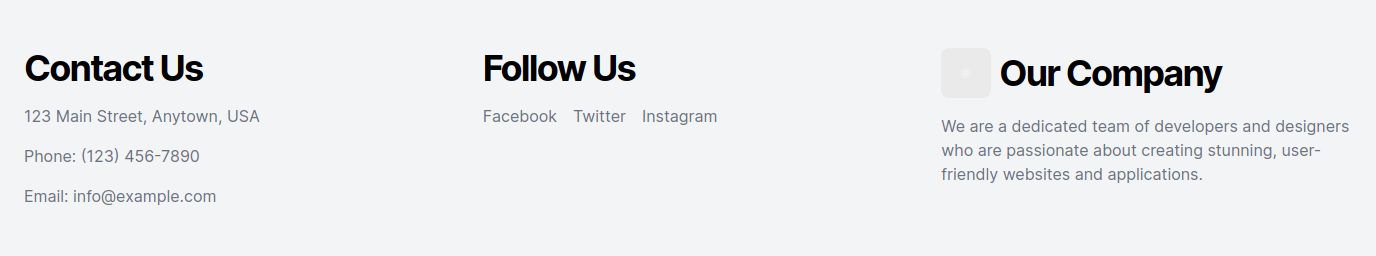 Contact Us
123 Main Street, Anytown, USA
Phone: (123) 456-7890
Email: info@example.com
Follow Us
Facebook Twitter Instagram
Our Company
We are a dedicated team of developers and designers
who are passionate about creating stunning, user-
friendly websites and applications.